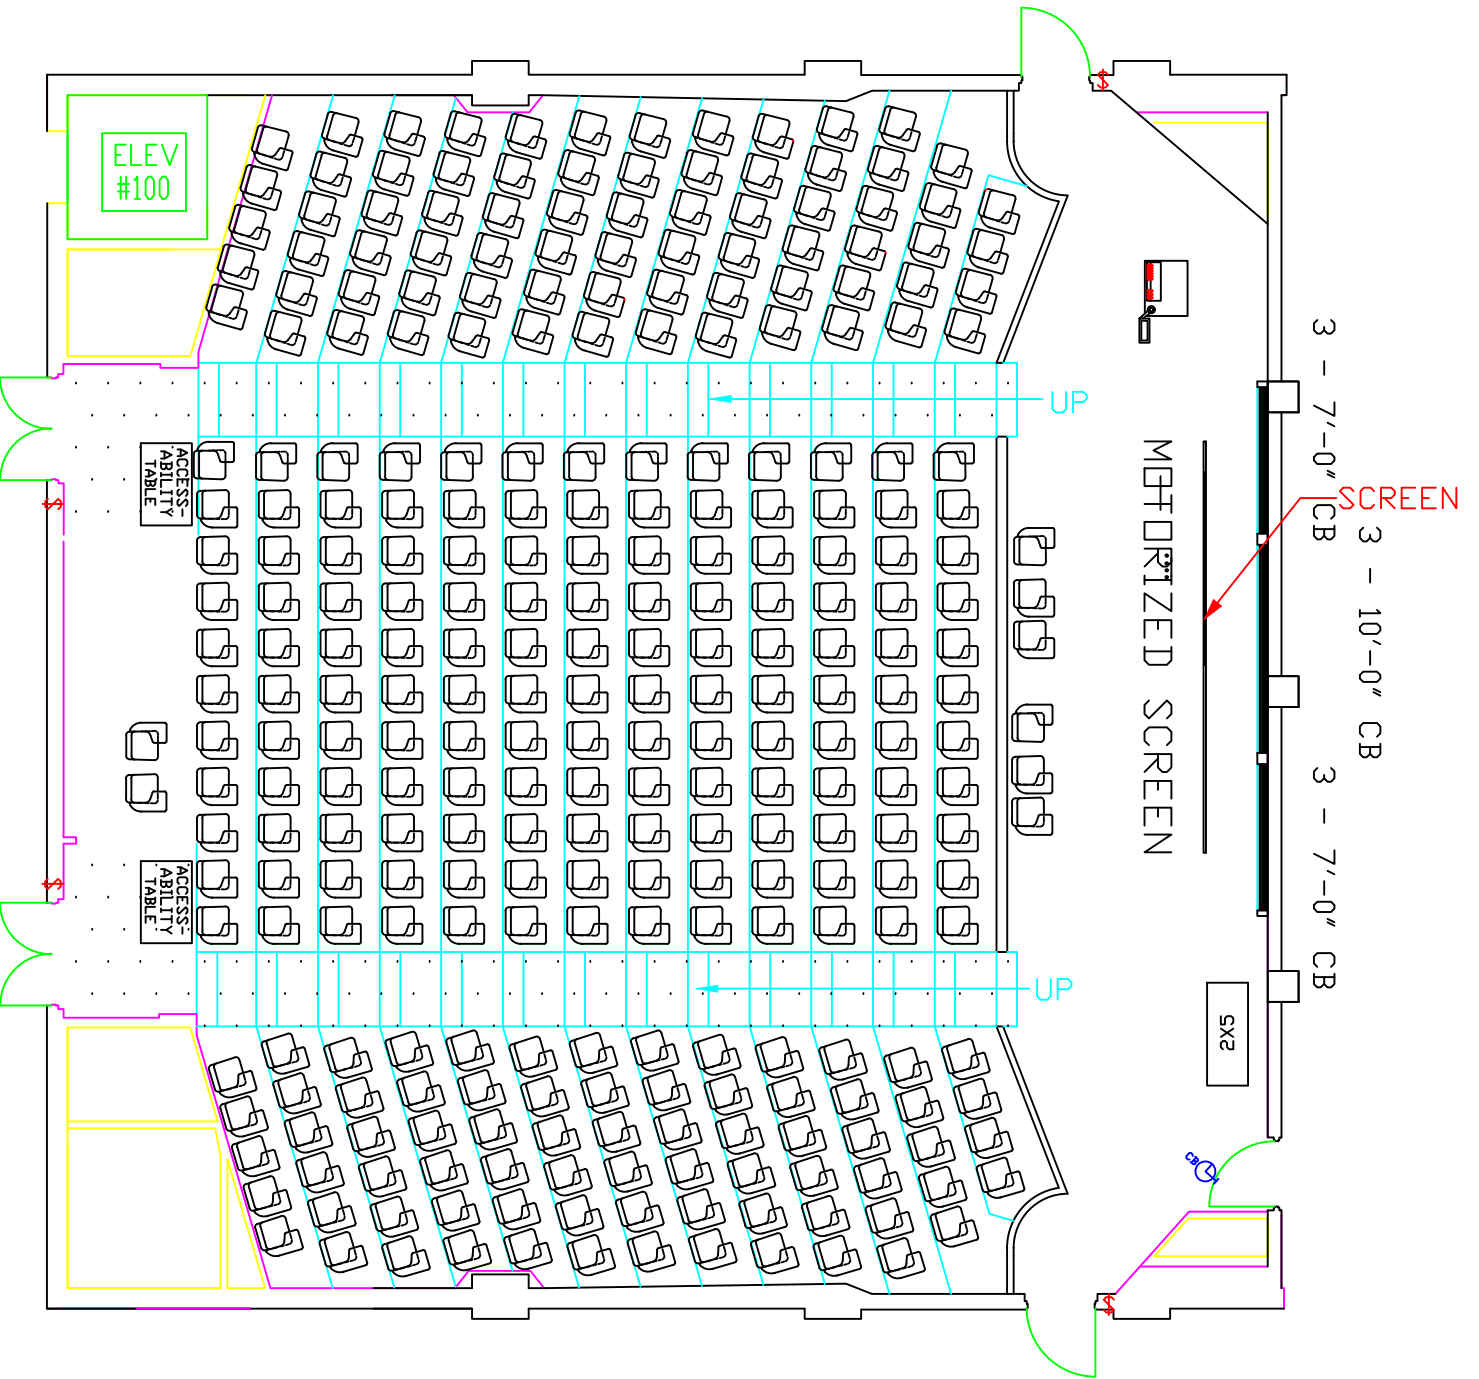 ELEV
#100
3 - 7'-0" CB
UP
SCREEN
3 - 10'-0" CB
MOTORIZED SCREEN
ACCESS-
ABILITY
TABLE
3 - 7'-0" CB
ACCESS-
ABILITY
TABLE
UP
2X5
CB